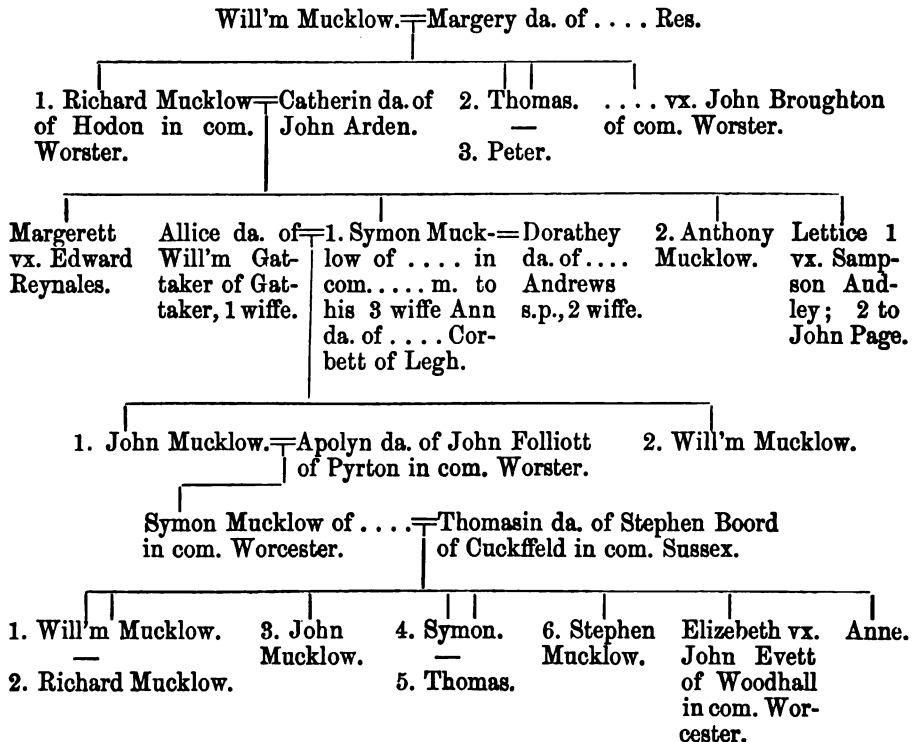 Will'm Mucklow.=Margery da. of . . . . Res.
1. Richard Mucklow=Catherin da. of
of Hodon in com. John Arden.
Worster.
2. Thomas.
—
3. Peter.
. . . . vx. John Broughton
of com. Worster.
Margerett
vx. Edward
Reynales.
Allice da. of=1. Symon Muck-=Dorathey
Will'm Gat-
taker of Gat-
taker, 1 wiffe.
low of . . . . in
com. . . . . m. to
his 3 wiffe Ann
da. of . . . . Cor-
bett of Legh.
da. of . . . .
Andrews
s.p., 2 wiffe.
2. Anthony
Mucklow.
Lettice 1
vx. Samp-
son Aud-
ley; 2 to
John Page.
1. John Mucklow.=Apolyn da. of John Folliott
of Pyrton in com. Worster.
2. Will'm Mucklow.
Symon Mucklow of . . . .=Thomasin da. of Stephen Boord
in com. Worcester. of Cuckffeld in com. Sussex.
1. Will'm Mucklow.
—
2. Richard Mucklow.
3. John
Mucklow.
4. Symon.
—
5. Thomas.
6. Stephen
Mucklow.
Elizebeth vx.
John Evett
of Woodhall
in com. Wor-
cester.
Anne.